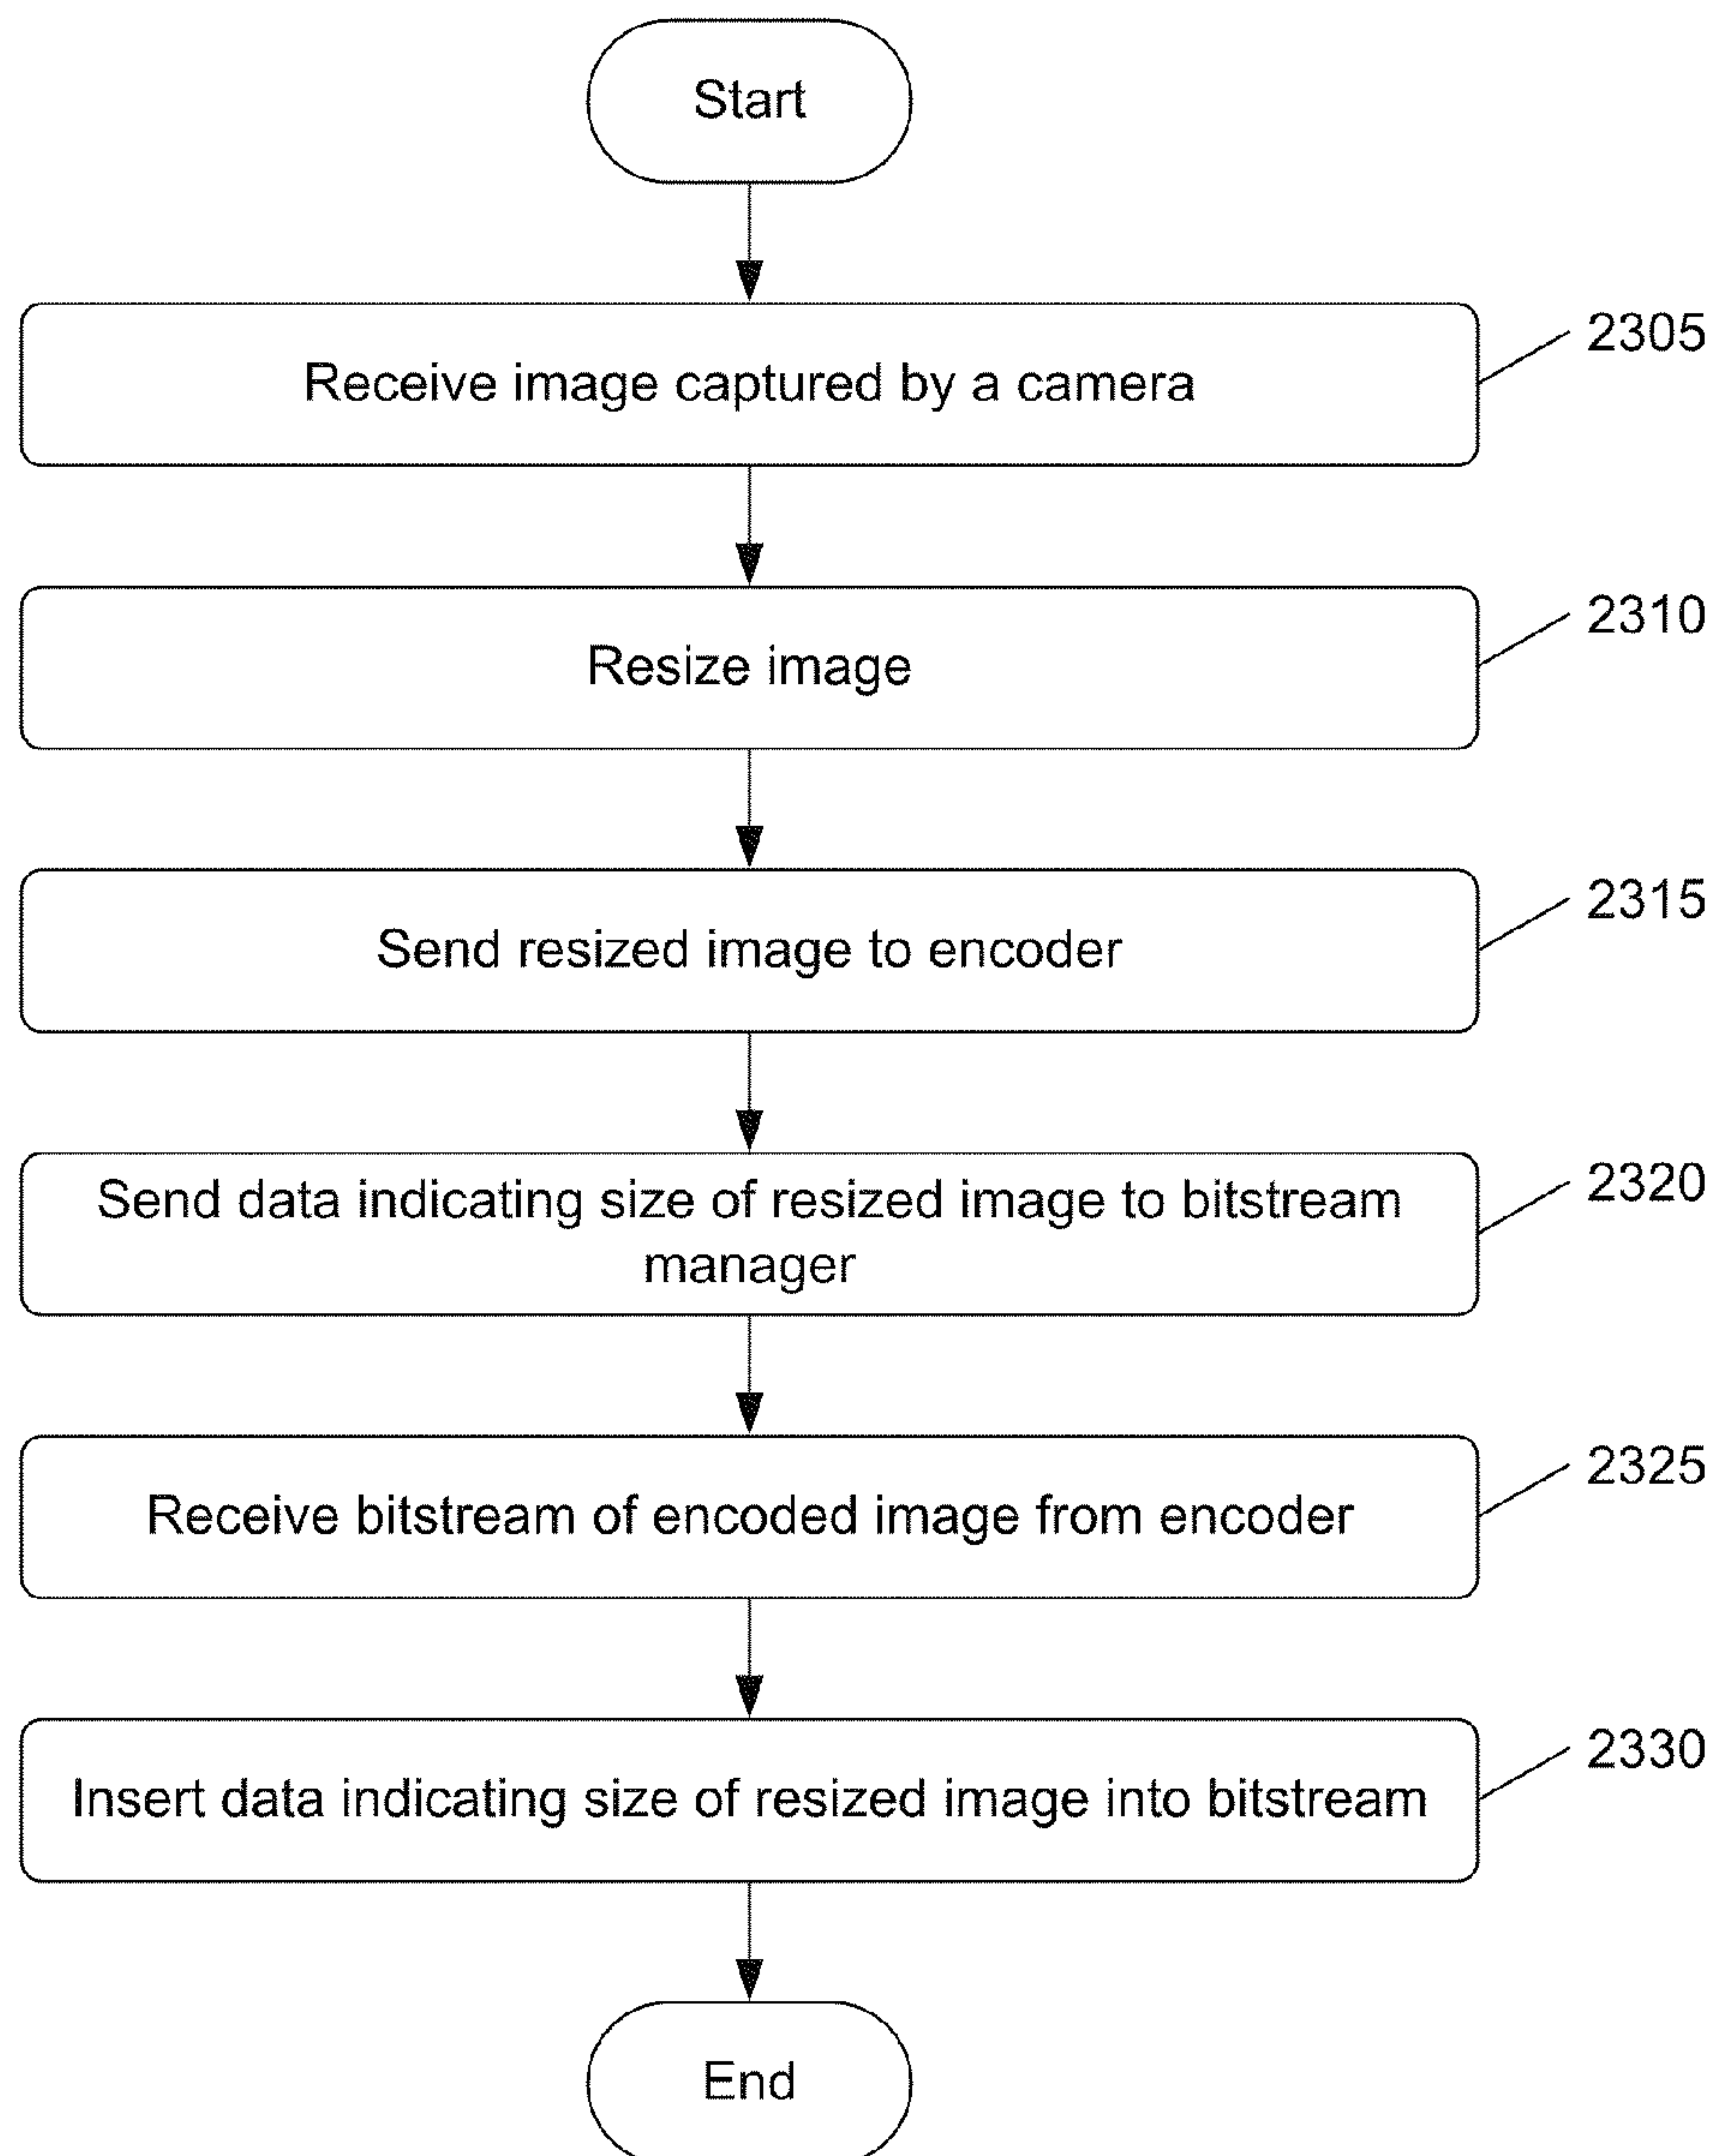 Start
Receive image captured by a camera
2305
Resize image
2310
Send resized image to encoder
2315
Send data indicating size of resized image to bitstream
manager
2320
Receive bitstream of encoded image from encoder
2325
Insert data indicating size of resized image into bitstream
2330
End